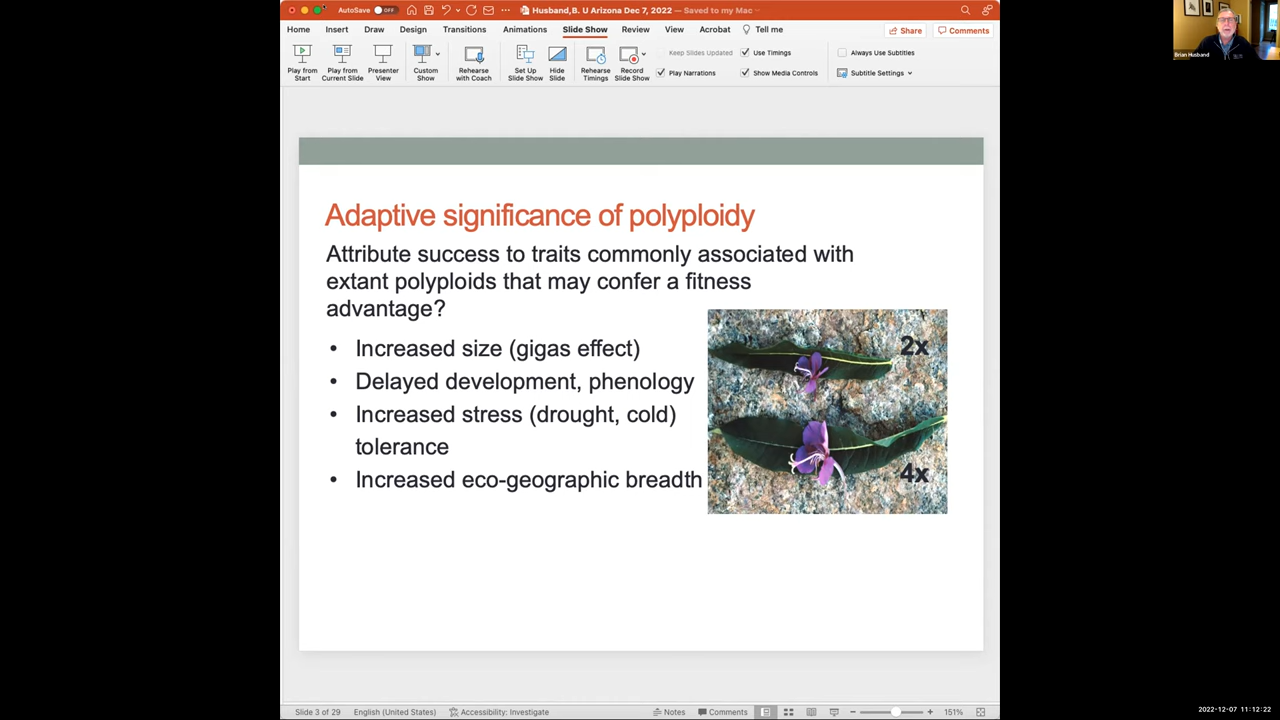 AutoSave OFF
Husband,B. U Arizona Dec 7, 2022 — Saved to my Mac
Home Insert Draw Design Transitions Animations Slide Show Review View Acrobat Tell me
Share Comments
Play from Start
Play from Current Slide
Presenter View
Custom Show
Rehearse with Coach
Set Up Slide Show
Hide Slide
Rehearse Timings
Record Slide Show
Keep Slides Updated
Use Timings
Play Narrations
Show Media Controls
Always Use Subtitles
Subtitle Settings
Brian Husband
Adaptive significance of polyploidy
Attribute success to traits commonly associated with
extant polyploids that may confer a fitness
advantage?
• Increased size (gigas effect)
• Delayed development, phenology
• Increased stress (drought, cold)
tolerance
• Increased eco-geographic breadth
2x
4x
Slide 3 of 29 English (United States) Accessibility: Investigate Notes Comments 151%
2022-12-07 11:12:22